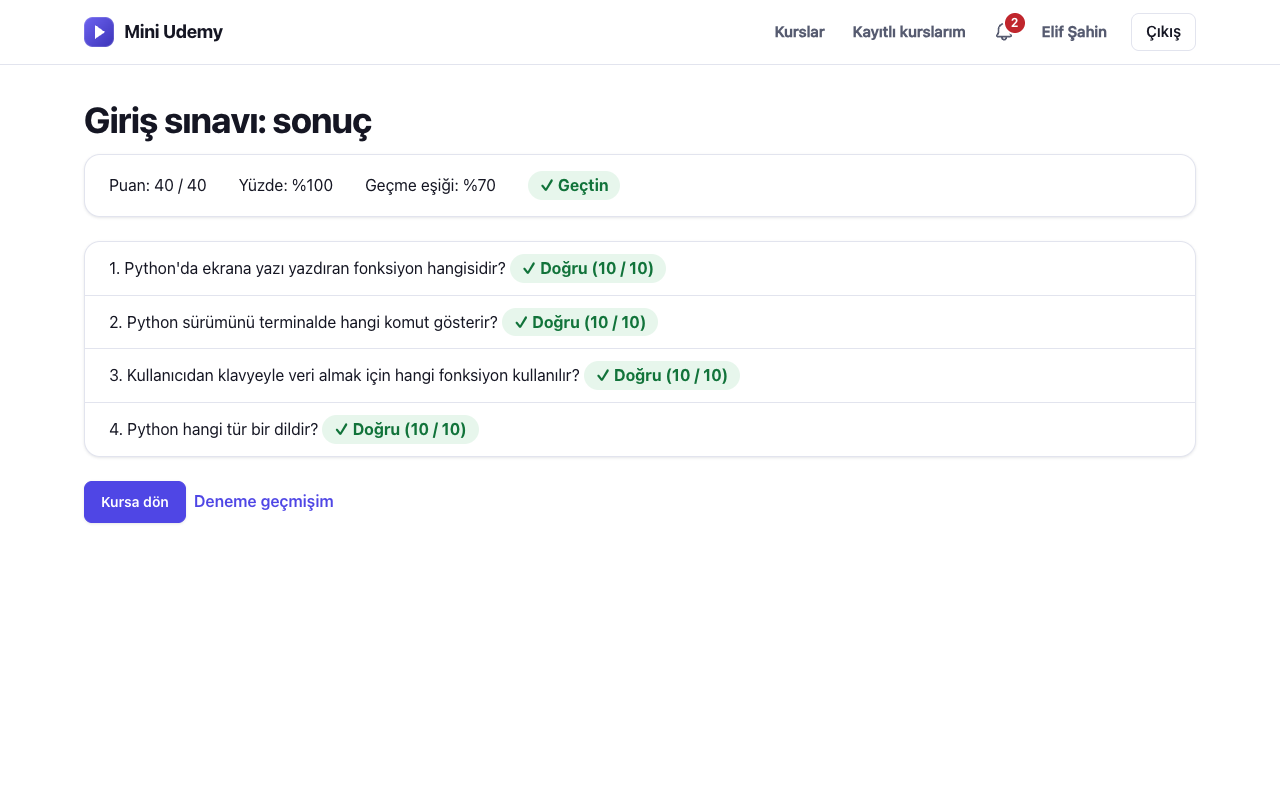 Mini Udemy
Kurslar
Kayıtlı kurslarım
2
Elif Şahin
Çıkış
Giriş sınavı: sonuç
Puan: 40 / 40 Yüzde: %100 Geçme eşiği: %70 ✓ Geçtin
1. Python'da ekrana yazı yazdıran fonksiyon hangisidir? ✓ Doğru (10 / 10)
2. Python sürümünü terminalde hangi komut gösterir? ✓ Doğru (10 / 10)
3. Kullanıcıdan klavyeyle veri almak için hangi fonksiyon kullanılır? ✓ Doğru (10 / 10)
4. Python hangi tür bir dildir? ✓ Doğru (10 / 10)
Kursa dön Deneme geçmişim